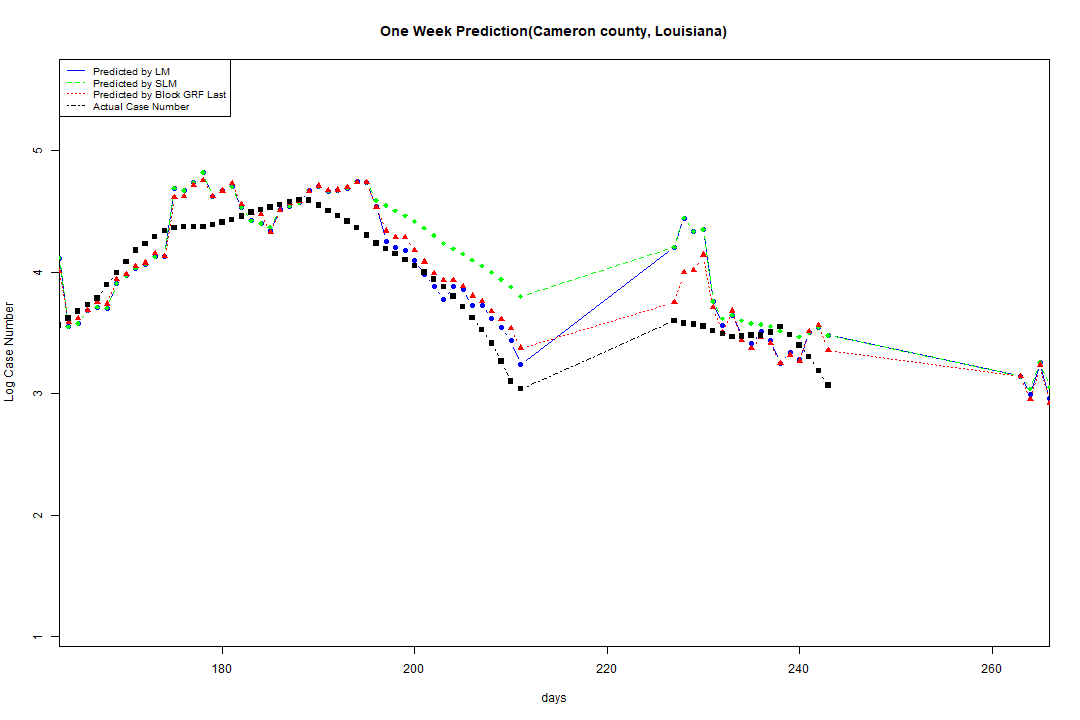 One Week Prediction(Cameron county, Louisiana)
Predicted by LM
Predicted by SLM
Predicted by Block GRF Last
Actual Case Number
5
4
3
2
1
Log Case Number
180
200
220
240
260
days